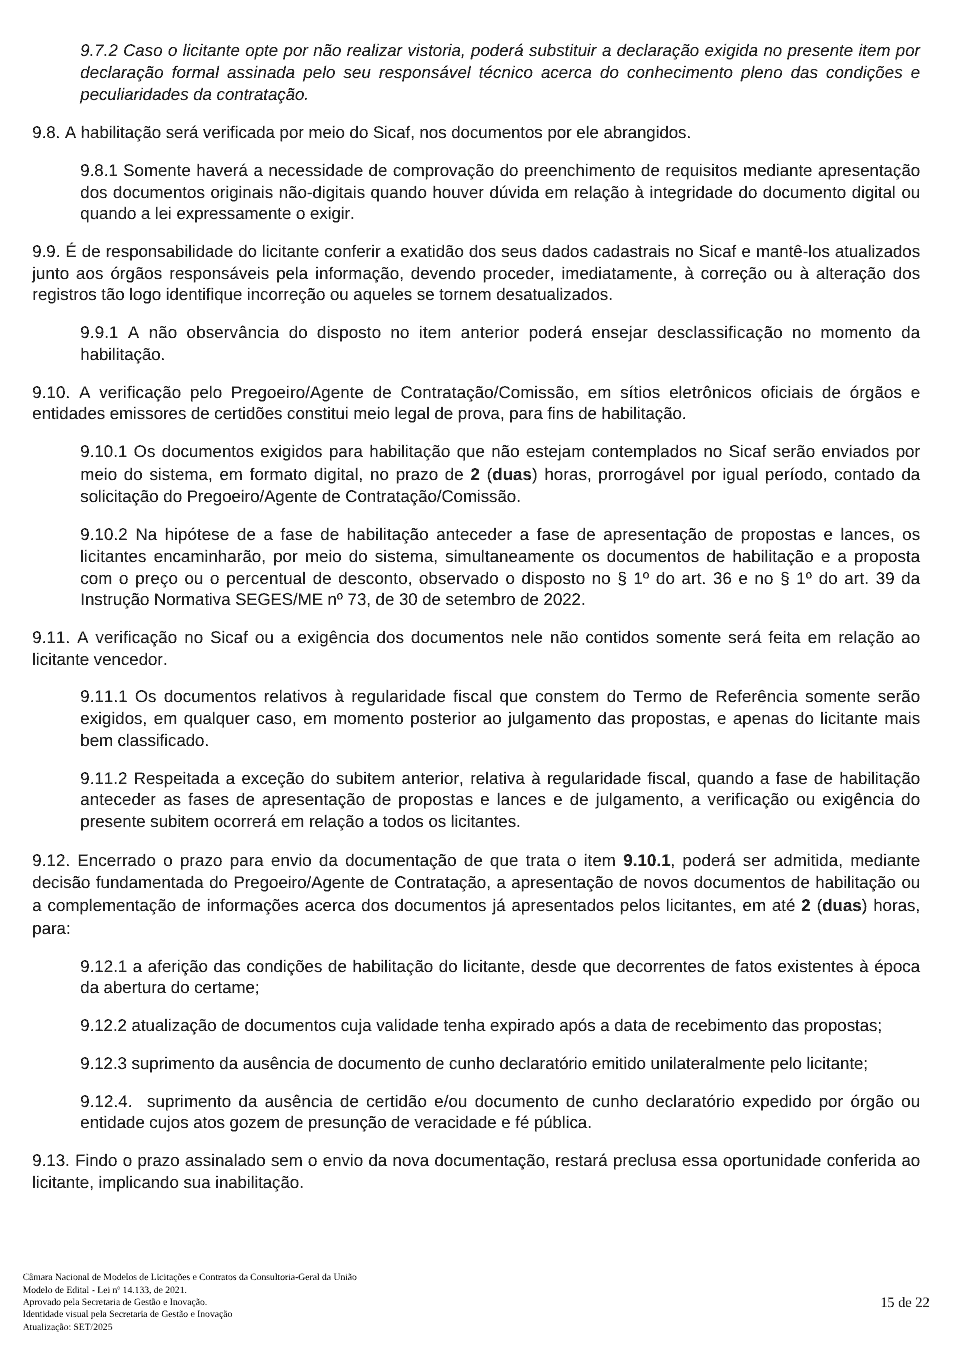 9.7.2 Caso o licitante opte por não realizar vistoria, poderá substituir a declaração exigida no presente item por
declaração formal assinada pelo seu responsável técnico acerca do conhecimento pleno das condições e
peculiaridades da contratação.
9.8. A habilitação será verificada por meio do Sicaf, nos documentos por ele abrangidos.
9.8.1 Somente haverá a necessidade de comprovação do preenchimento de requisitos mediante apresentação
dos documentos originais não-digitais quando houver dúvida em relação à integridade do documento digital ou
quando a lei expressamente o exigir.
9.9. É de responsabilidade do licitante conferir a exatidão dos seus dados cadastrais no Sicaf e mantê-los atualizados
junto aos órgãos responsáveis pela informação, devendo proceder, imediatamente, à correção ou à alteração dos
registros tão logo identifique incorreção ou aqueles se tornem desatualizados.
9.9.1 A não observância do disposto no item anterior poderá ensejar desclassificação no momento da
habilitação.
9.10. A verificação pelo Pregoeiro/Agente de Contratação/Comissão, em sítios eletrônicos oficiais de órgãos e
entidades emissores de certidões constitui meio legal de prova, para fins de habilitação.
9.10.1 Os documentos exigidos para habilitação que não estejam contemplados no Sicaf serão enviados por
meio do sistema, em formato digital, no prazo de 2 (duas) horas, prorrogável por igual período, contado da
solicitação do Pregoeiro/Agente de Contratação/Comissão.
9.10.2 Na hipótese de a fase de habilitação anteceder a fase de apresentação de propostas e lances, os
licitantes encaminharão, por meio do sistema, simultaneamente os documentos de habilitação e a proposta
com o preço ou o percentual de desconto, observado o disposto no § 1º do art. 36 e no § 1º do art. 39 da
Instrução Normativa SEGES/ME nº 73, de 30 de setembro de 2022.
9.11. A verificação no Sicaf ou a exigência dos documentos nele não contidos somente será feita em relação ao
licitante vencedor.
9.11.1 Os documentos relativos à regularidade fiscal que constem do Termo de Referência somente serão
exigidos, em qualquer caso, em momento posterior ao julgamento das propostas, e apenas do licitante mais
bem classificado.
9.11.2 Respeitada a exceção do subitem anterior, relativa à regularidade fiscal, quando a fase de habilitação
anteceder as fases de apresentação de propostas e lances e de julgamento, a verificação ou exigência do
presente subitem ocorrerá em relação a todos os licitantes.
9.12. Encerrado o prazo para envio da documentação de que trata o item 9.10.1, poderá ser admitida, mediante
decisão fundamentada do Pregoeiro/Agente de Contratação, a apresentação de novos documentos de habilitação ou
a complementação de informações acerca dos documentos já apresentados pelos licitantes, em até 2 (duas) horas,
para:
9.12.1 a aferição das condições de habilitação do licitante, desde que decorrentes de fatos existentes à época
da abertura do certame;
9.12.2 atualização de documentos cuja validade tenha expirado após a data de recebimento das propostas;
9.12.3 suprimento da ausência de documento de cunho declaratório emitido unilateralmente pelo licitante;
9.12.4. suprimento da ausência de certidão e/ou documento de cunho declaratório expedido por órgão ou
entidade cujos atos gozem de presunção de veracidade e fé pública.
9.13. Findo o prazo assinalado sem o envio da nova documentação, restará preclusa essa oportunidade conferida ao
licitante, implicando sua inabilitação.
Câmara Nacional de Modelos de Licitações e Contratos da Consultoria-Geral da União
Modelo de Edital - Lei nº 14.133, de 2021.
Aprovado pela Secretaria de Gestão e Inovação.
Identidade visual pela Secretaria de Gestão e Inovação
Atualização: SET/2025
15 de 22